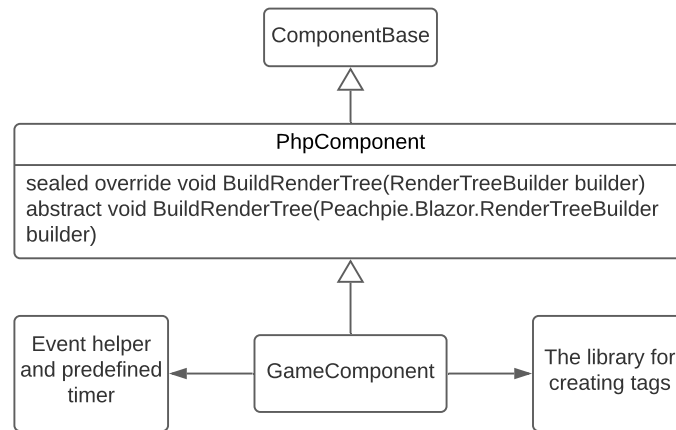 ComponentBase
PhpComponent
sealed override void BuildRenderTree(RenderTreeBuilder builder)
abstract void BuildRenderTree(Peachpie.Blazor.RenderTreeBuilder
builder)
Event helper
and predefined
timer
GameComponent
The library for
creating tags